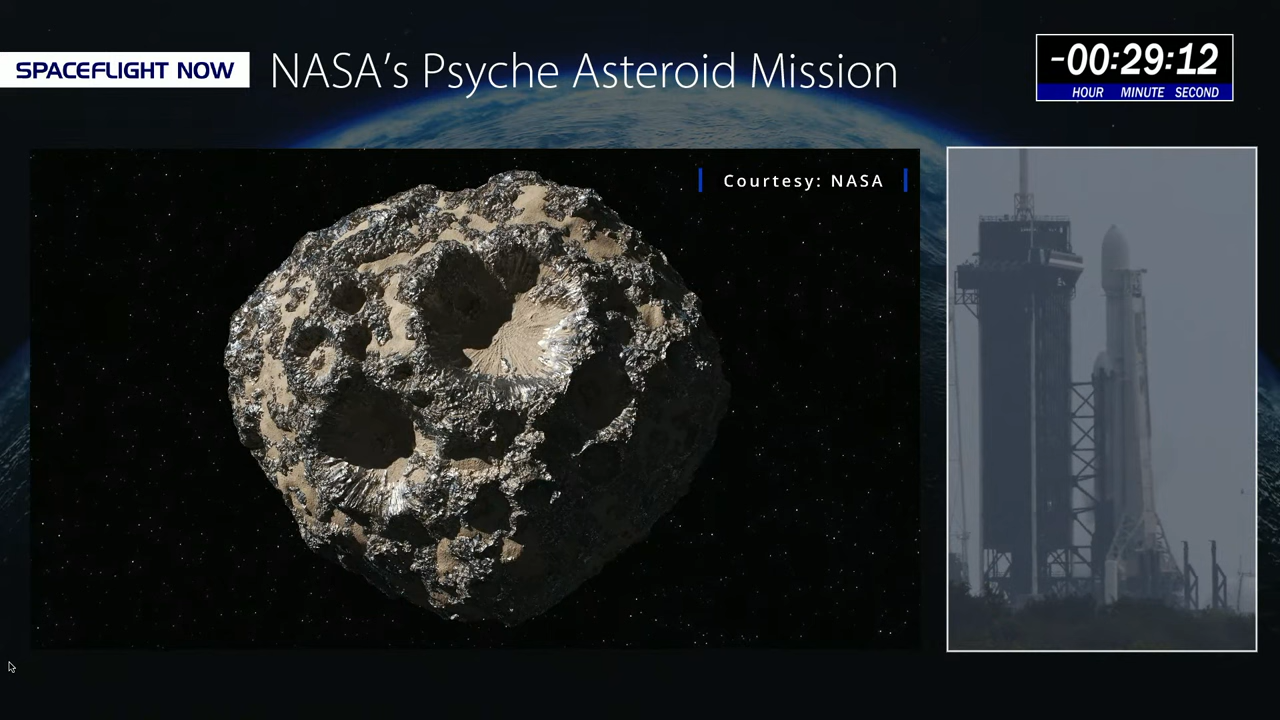 SPACEFLIGHT NOW
NASA's Psyche Asteroid Mission
-00:29:12
HOUR MINUTE SECOND
Courtesy: NASA